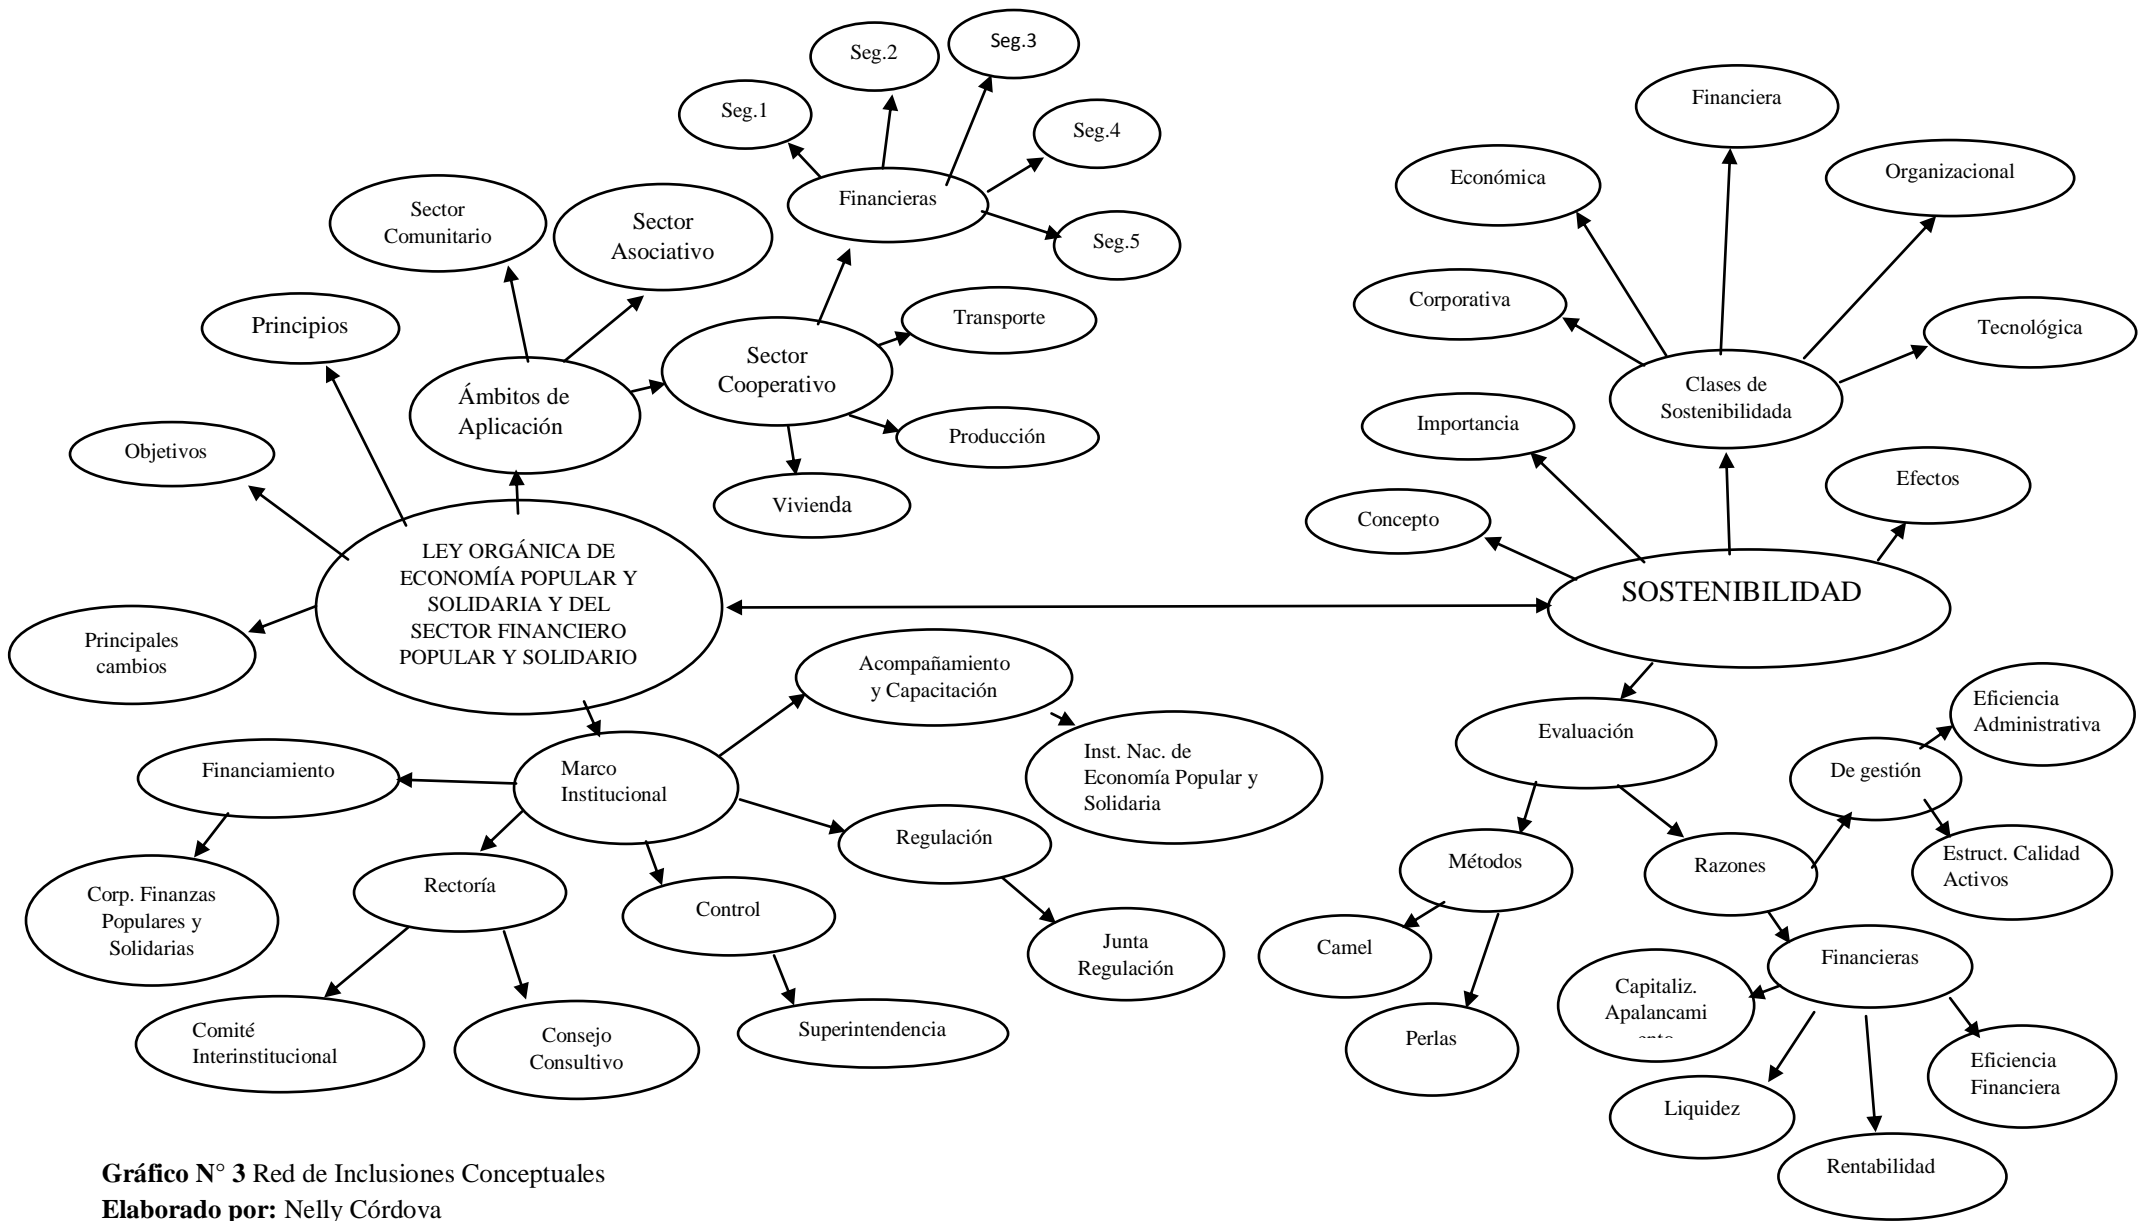 Seg.2
Seg.3
Seg.1
Seg.4
Financieras
Seg.5
Sector
Comunitario
Sector
Asociativo
Principios
Transporte
Sector
Cooperativo
Ámbitos de
Aplicación
Producción
Objetivos
Vivienda
LEY ORGÁNICA DE
ECONOMÍA POPULAR Y
SOLIDARIA Y DEL
SECTOR FINANCIERO
POPULAR Y SOLIDARIO
Principales
cambios
Acompañamiento
y Capacitación
Inst. Nac. de
Economía Popular y
Solidaria
Financiamiento
Marco
Institucional
Regulación
Corp. Finanzas
Populares y
Solidarias
Rectoría
Control
Junta
Regulación
Comité
Interinstitucional
Consejo
Consultivo
Superintendencia
Financiera
Económica
Organizacional
Corporativa
Tecnológica
Clases de
Sostenibilidada
Importancia
Efectos
Concepto
SOSTENIBILIDAD
Evaluación
Eficiencia
Administrativa
De gestión
Métodos
Razones
Estruct. Calidad
Activos
Camel
Financieras
Capitaliz.
Apalancami
ento
Perlas
Eficiencia
Financiera
Liquidez
Rentabilidad
Gráfico N° 3 Red de Inclusiones Conceptuales
Elaborado por: Nelly Córdova